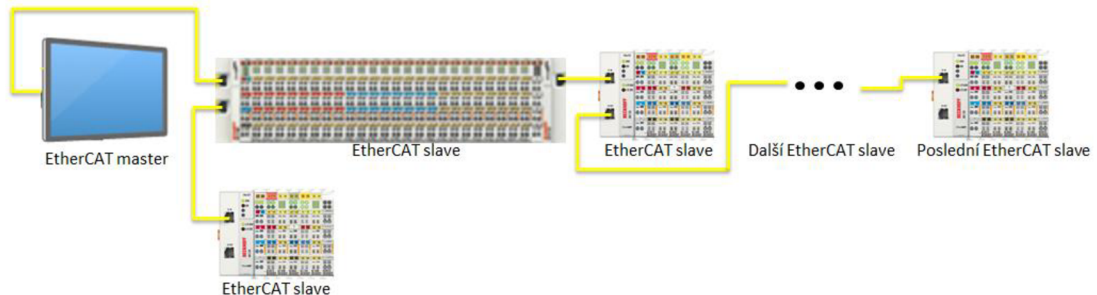 EtherCAT master
EtherCAT slave
EtherCAT slave
Další EtherCAT slave
Poslední EtherCAT slave
EtherCAT slave